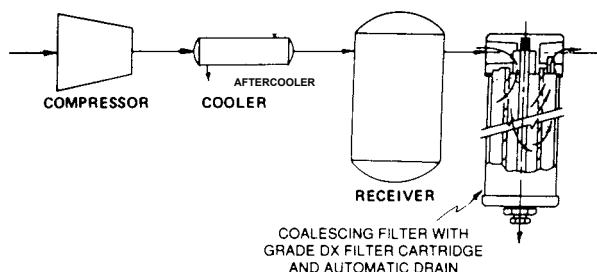 AFTERCOOLER
COMPRESSOR
COOLER
RECEIVER
COALESCING FILTER WITH
GRADE DX FILTER CARTRIDGE
AND AUTOMATIC DRAIN